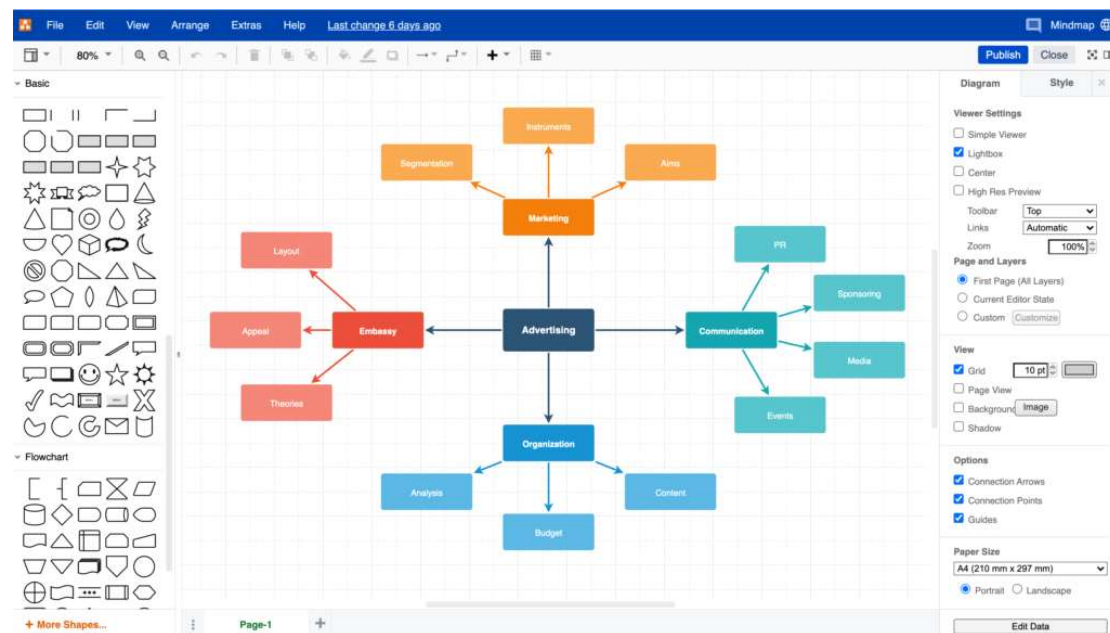 File Edit View Arrange Extras Help Last change 6 days ago Mindmap
80% Publish Close
Basic
Diagram Style
Viewer Settings
Simple Viewer
Lightbox
Center
High Res Preview
Toolbar Top
Links Automatic
Zoom 100%
Page and Layers
First Page (All Layers)
Current Editor State
Custom Customize
View
Grid 10 pt
Page View
Background Image
Shadow
Options
Connection Arrows
Connection Points
Guides
Paper Size
A4 (210 mm x 297 mm)
Portrait Landscape
Edit Data
Instruments
Segmentation
Aims
Marketing
Layout
Appeal
Embassy
Theories
Advertising
PR
Sponsoring
Communication
Media
Events
Organization
Analysis
Content
Budget
Flowchart
+ More Shapes...
Page-1